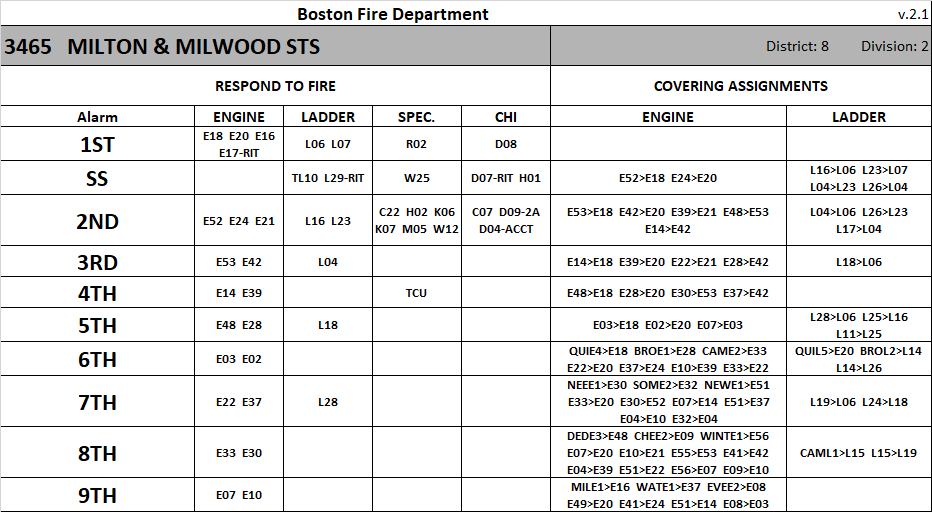 Boston Fire Department v.2.1
3465 MILTON & MILWOOD STS District: 8 Division: 2
RESPOND TO FIRE COVERING ASSIGNMENTS
Alarm ENGINE LADDER SPEC. CHI ENGINE LADDER
1ST
E18 E20 E16
E17-RIT
L06 L07
R02
D08
SS
TL10 L29-RIT
W25
D07-RIT H01
E52>E18 E24>E20
L16>L06 L23>L07
L04>L23 L26>L04
2ND
E52 E24 E21
L16 L23
C22 H02 K06
K07 M05 W12
C07 D09-2A
D04-ACCT
E53>E18 E42>E20 E39>E21 E48>E53
E14>E42
L04>L06 L26>L23
L17>L04
3RD
E53 E42
L04
E14>E18 E39>E20 E22>E21 E28>E42
L18>L06
4TH
E14 E39
TCU
E48>E18 E28>E20 E30>E53 E37>E42
5TH
E48 E28
L18
E03>E18 E02>E20 E07>E03
L28>L06 L25>L16
L11>L25
6TH
E03 E02
QUIE4>E18 BROE1>E28 CAME2>E33
E22>E20 E37>E24 E10>E39 E33>E22
QUIL5>E20 BROL2>L14
L14>L26
7TH
E22 E37
L28
NEEE1>E30 SOME2>E32 NEWE1>E51
E33>E20 E30>E52 E07>E14 E51>E37
E04>E10 E32>E04
L19>L06 L24>L18
8TH
E33 E30
DEDE3>E48 CHEE2>E09 WINTE1>E56
E07>E20 E10>E21 E55>E53 E41>E42
E04>E39 E51>E22 E56>E07 E09>E10
CAML1>L15 L15>L19
9TH
E07 E10
MILE1>E16 WATE1>E37 EVEE2>E08
E49>E20 E41>E24 E51>E14 E08>E03